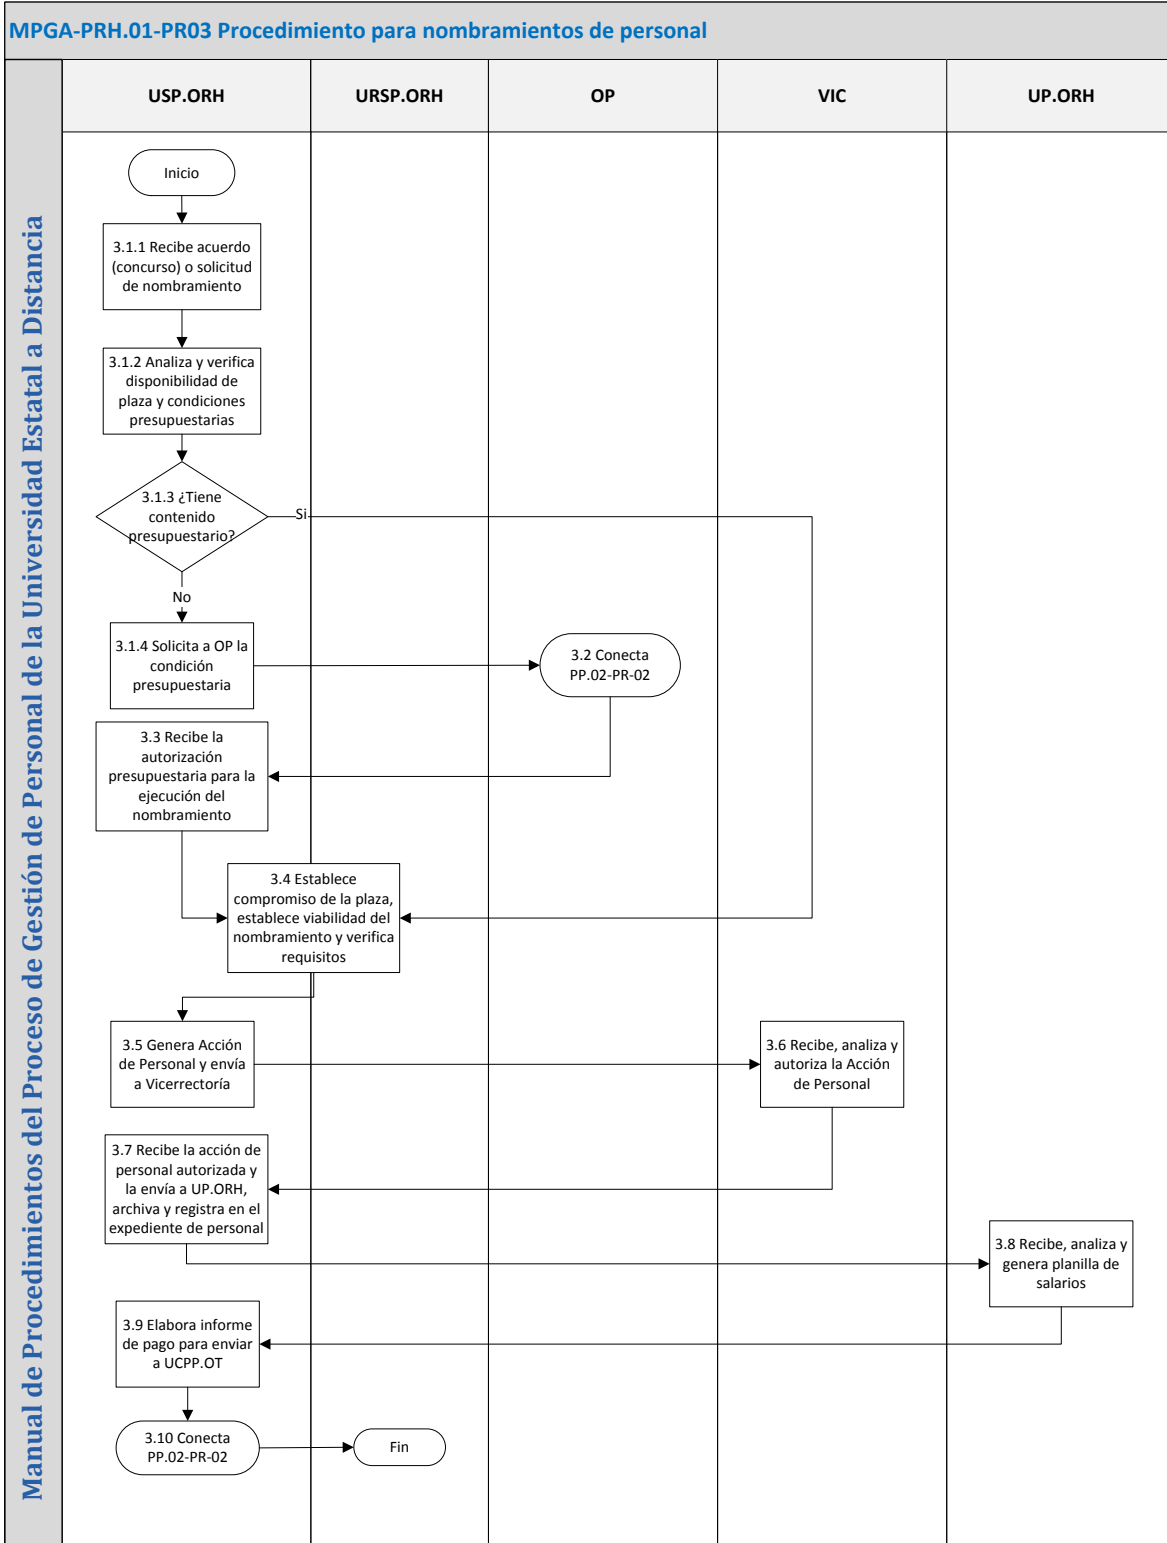 MPGA-PRH.01-PR03 Procedimiento para nombramientos de personal
Manual de Procedimientos del Proceso de Gestión de Personal de la Universidad Estatal a Distancia
USP.ORH
URSP.ORH
OP
VIC
UP.ORH
Inicio
3.1.1 Recibe acuerdo
(concurso) o solicitud
de nombramiento
3.1.2 Analiza y verifica
disponibilidad de
plaza y condiciones
presupuestarias
3.1.3 ¿Tiene
contenido
presupuestario?
Si
No
3.1.4 Solicita a OP la
condición
presupuestaria
3.2 Conecta
PP.02-PR-02
3.3 Recibe la
autorización
presupuestaria para la
ejecución del
nombramiento
3.4 Establece
compromiso de la plaza,
establece viabilidad del
nombramiento y verifica
requisitos
3.5 Genera Acción
de Personal y envía
a Vicerrectoría
3.6 Recibe, analiza y
autoriza la Acción
de Personal
3.7 Recibe la acción de
personal autorizada y
la envía a UP.ORH,
archiva y registra en el
expediente de personal
3.8 Recibe, analiza y
genera planilla de
salarios
3.9 Elabora informe
de pago para enviar
a UCPP.OT
3.10 Conecta
PP.02-PR-02
Fin